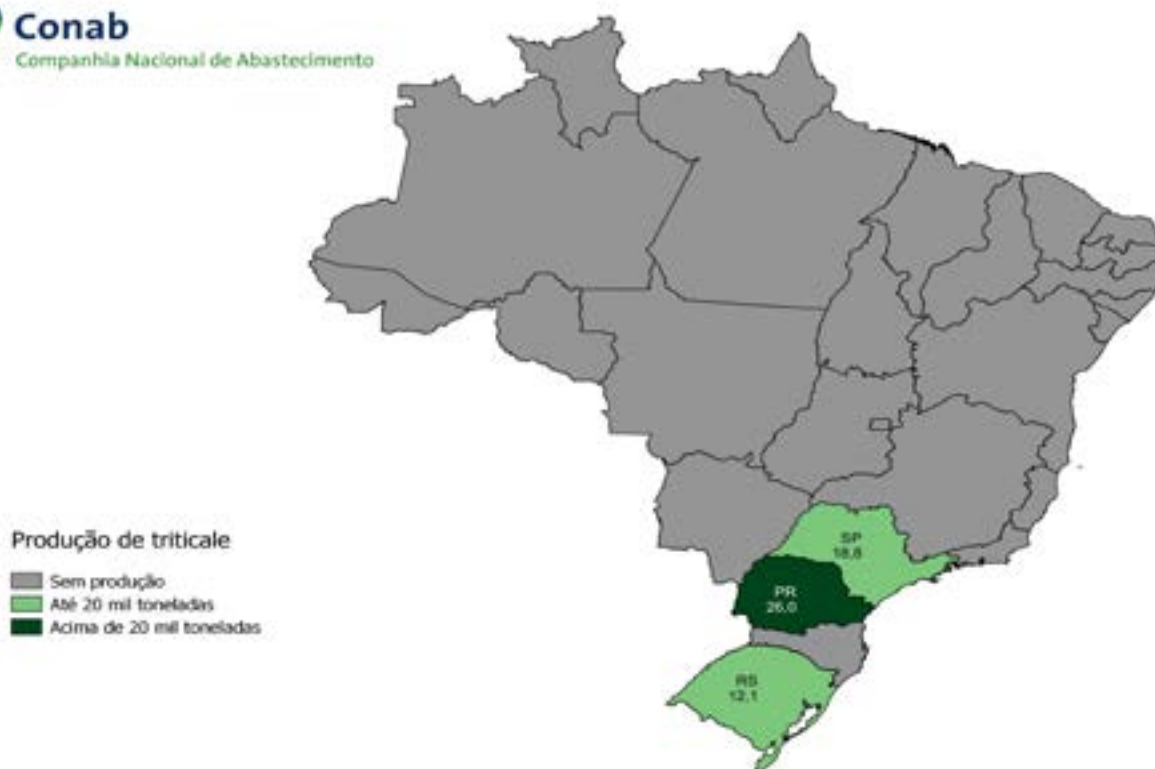 Conab
Companhia Nacional de Abastecimento
SP
18,8
PR
26,0
RS
12,1
Produção de triticale
Sem produção
Até 20 mil toneladas
Acima de 20 mil toneladas